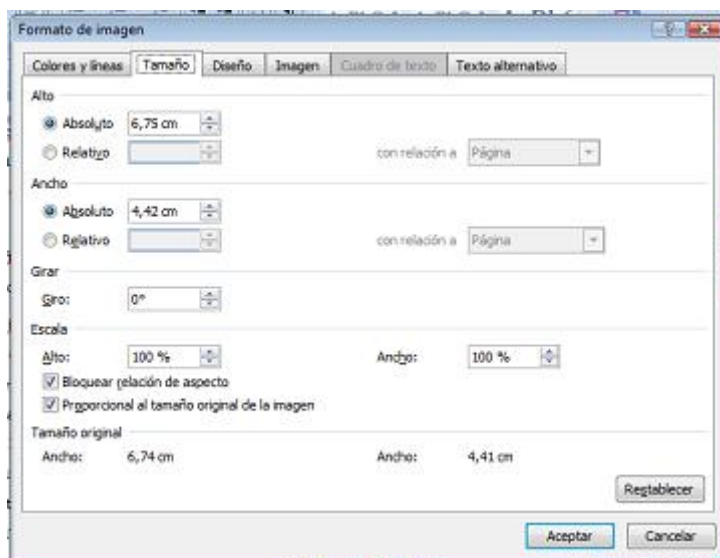 Formato de imagen
Colores y líneas Tamaño Diseño Imagen Cuadro de texto Texto alternativo
Alto
Absoluto 6,75 cm
Relativo con relación a Página
Ancho
Absoluto 4,42 cm
Relativo con relación a Página
Girar
Giro: 0°
Escala
Alto: 100 % Ancho: 100 %
Bloquear relación de aspecto
Proporcional al tamaño original de la imagen
Tamaño original
Ancho: 6,74 cm Ancho: 4,41 cm
Restablecer
Aceptar Cancelar